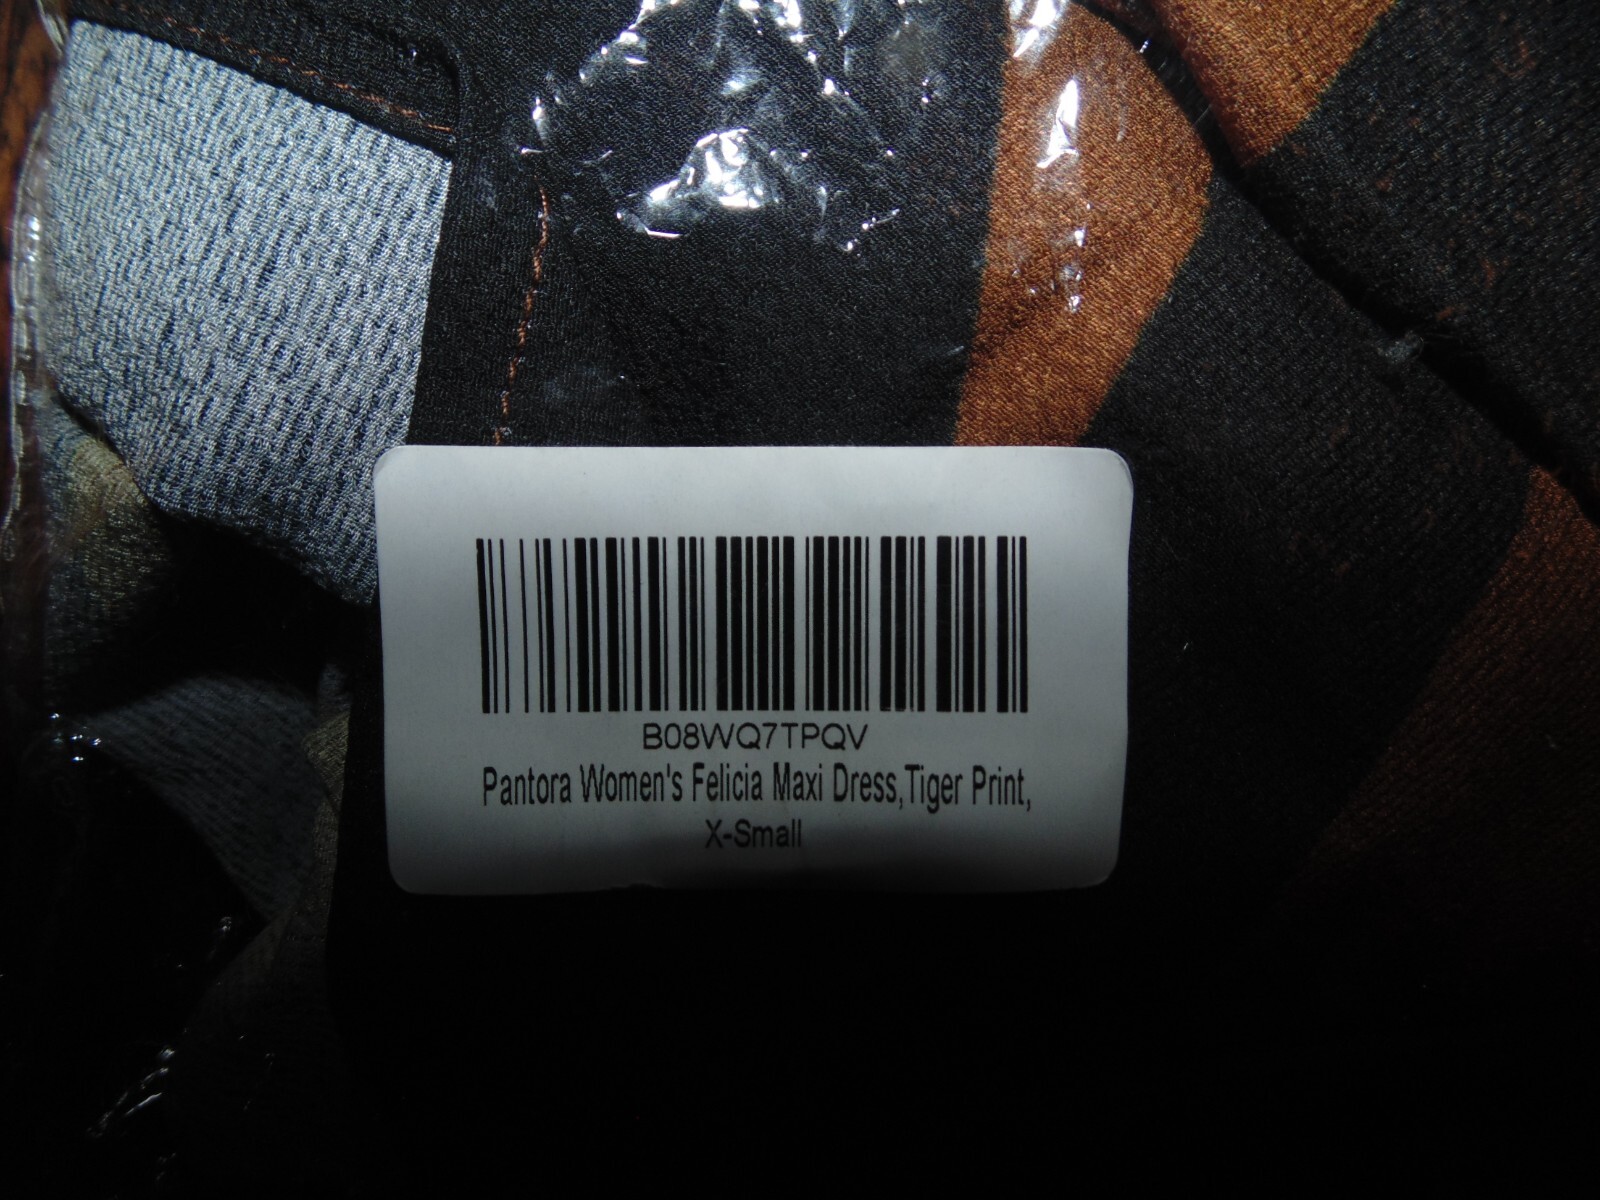 B08WQ7TPQV
Pantora Women's Felicia Maxi Dress,Tiger Print,
X-Small